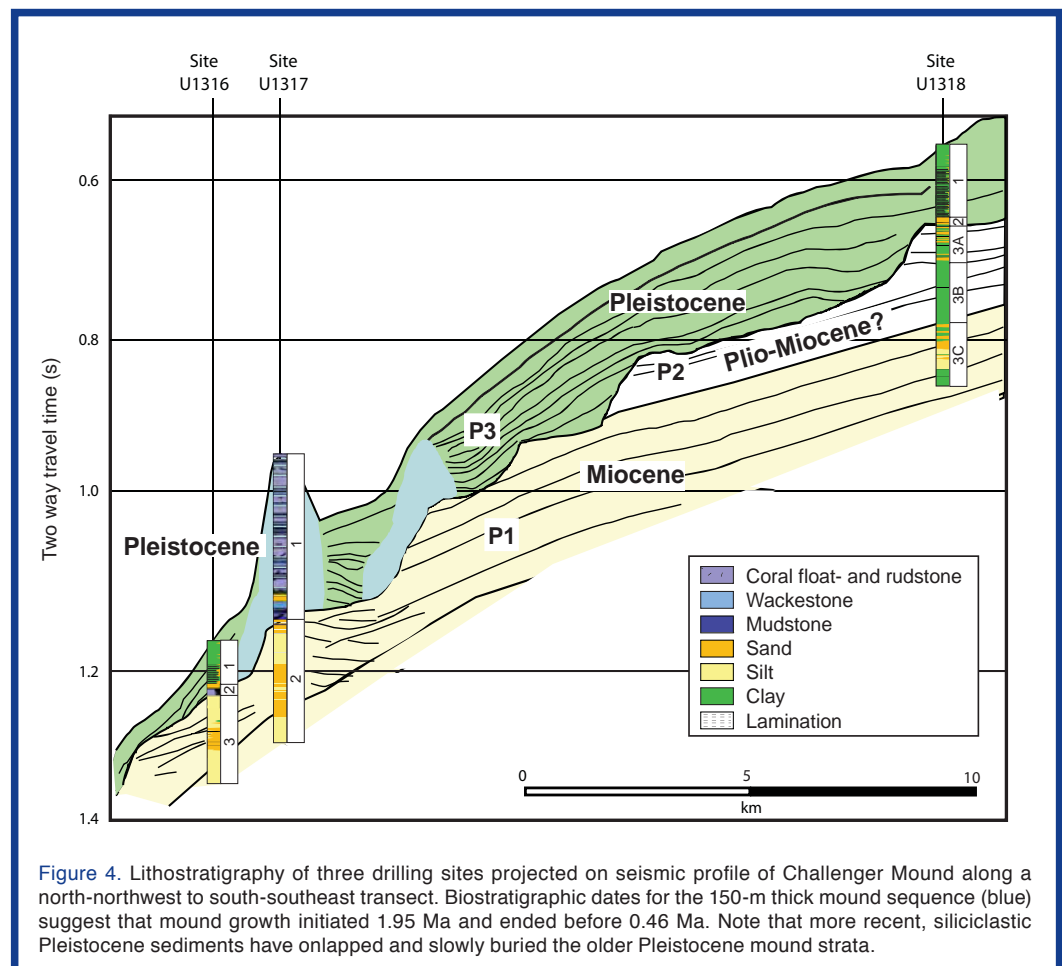 Site
U1316
Site
U1317
Site
U1318
0.6
0.8
1.0
1.2
1.4
Two way travel time (s)
Pleistocene
Plio-Miocene?
P2
P3
Miocene
P1
Pleistocene
1
2
3A
3B
3C
1
2
1
2
3
Coral float- and rudstone
Wackestone
Mudstone
Sand
Silt
Clay
Lamination
0 5 10
km
Figure 4. Lithostratigraphy of three drilling sites projected on seismic profile of Challenger Mound along a
north-northwest to south-southeast transect. Biostratigraphic dates for the 150-m thick mound sequence (blue)
suggest that mound growth initiated 1.95 Ma and ended before 0.46 Ma. Note that more recent, siliciclastic
Pleistocene sediments have onlapped and slowly buried the older Pleistocene mound strata.